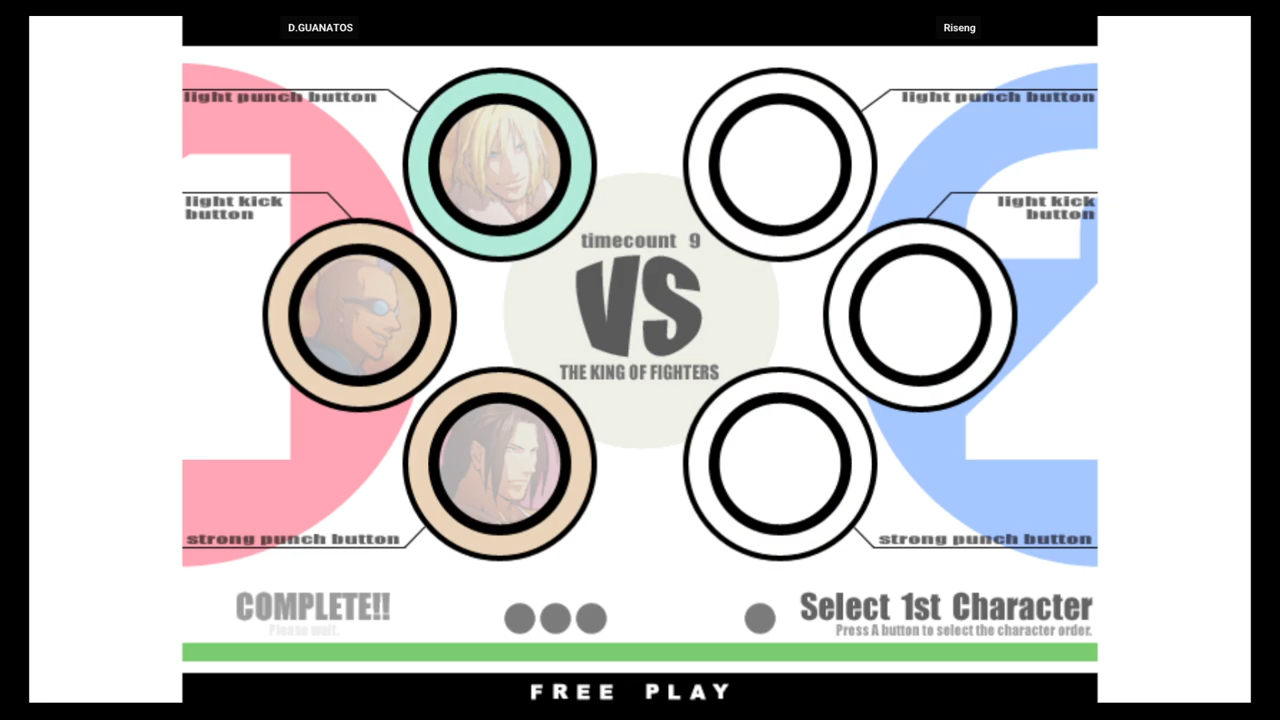 D.GUANATOS
Riseng
light punch button
light punch button
light kick
button
light kick
button
timecount 9
VS
THE KING OF FIGHTERS
1
2
strong punch button
strong punch button
COMPLETE!!
Please wait.
Select 1st Character
Press A button to select the character order.
FREE PLAY